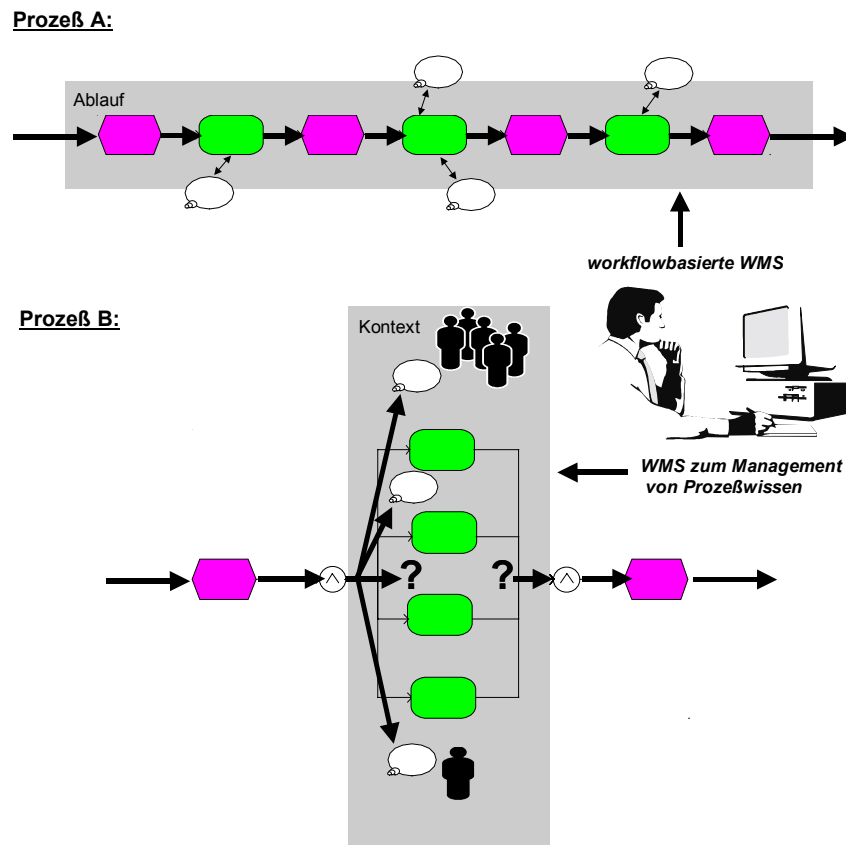 Prozeß A:
Ablauf
workflowbasierte WMS
Prozeß B:
Kontext
WMS zum Management
von Prozeßwissen
? ?